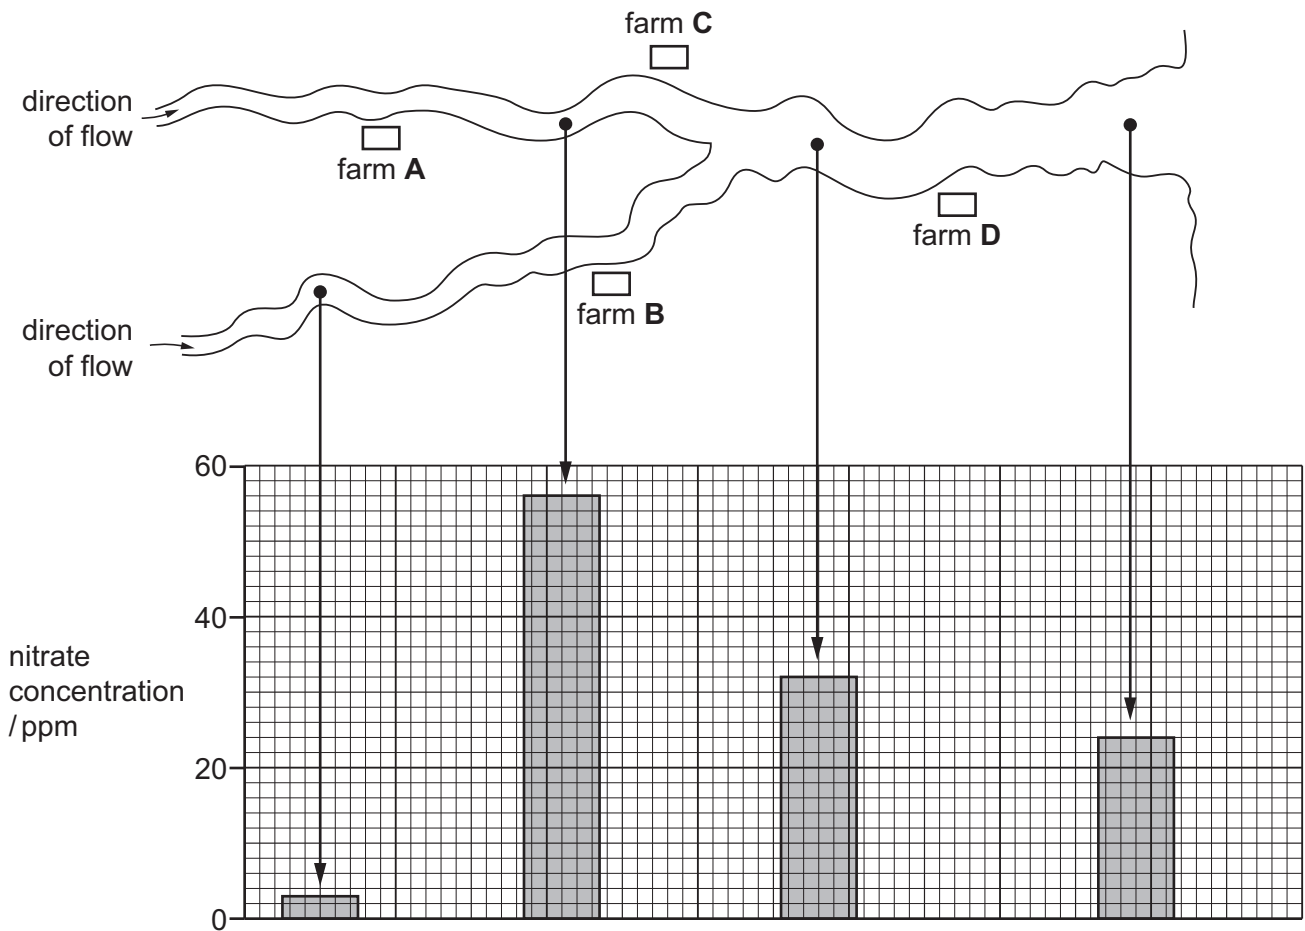 farm C
direction
of flow
farm A
farm D
farm B
direction
of flow
60
40
nitrate
concentration
/ ppm
20
0